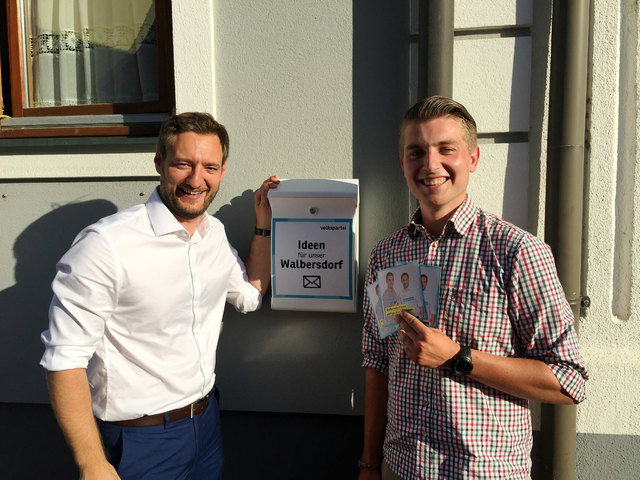 volkspartei
Ideen
für unser
Walbersdorf